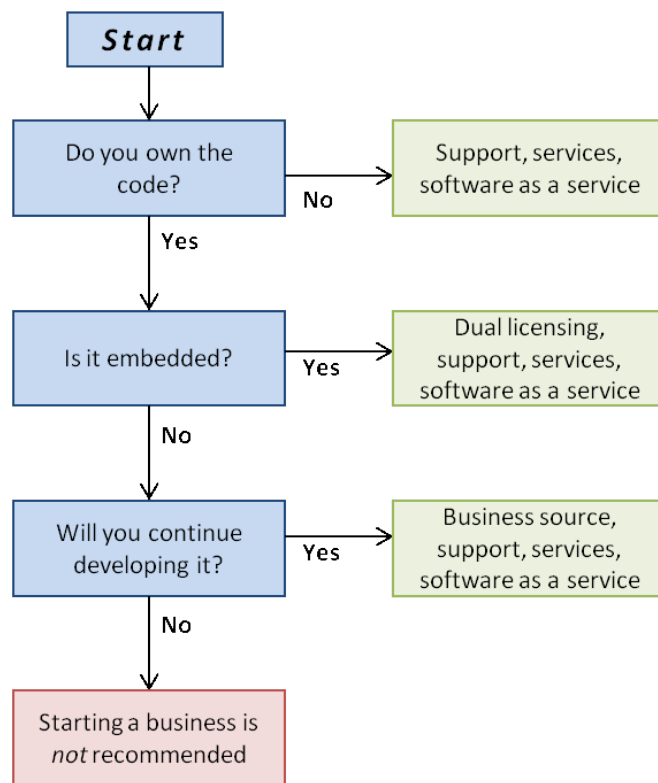 Start
Do you own the
code?
No
Support, services,
software as a service
Yes
Is it embedded?
Yes
Dual licensing,
support, services,
software as a service
No
Will you continue
developing it?
Yes
Business source,
support, services,
software as a service
No
Starting a business is
not recommended